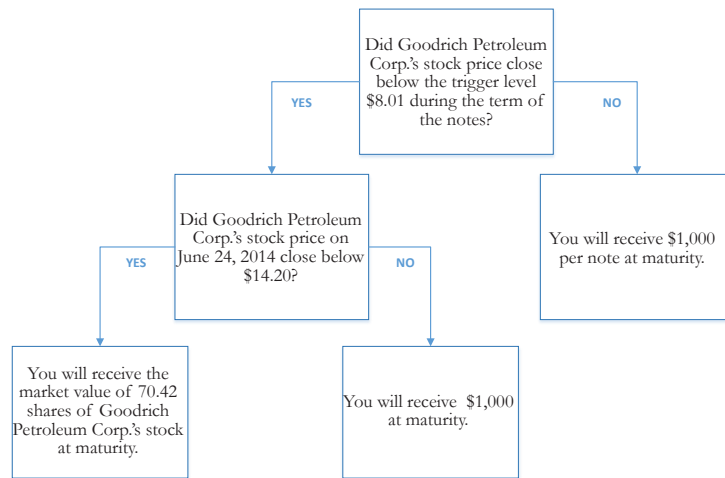 Did Goodrich Petroleum
Corp.'s stock price close
below the trigger level
$8.01 during the term of
the notes?
YES
NO
Did Goodrich Petroleum
Corp.'s stock price on
June 24, 2014 close below
$14.20?
You will receive $1,000
per note at maturity.
YES
NO
You will receive the
market value of 70.42
shares of Goodrich
Petroleum Corp.'s stock
at maturity.
You will receive $1,000
at maturity.